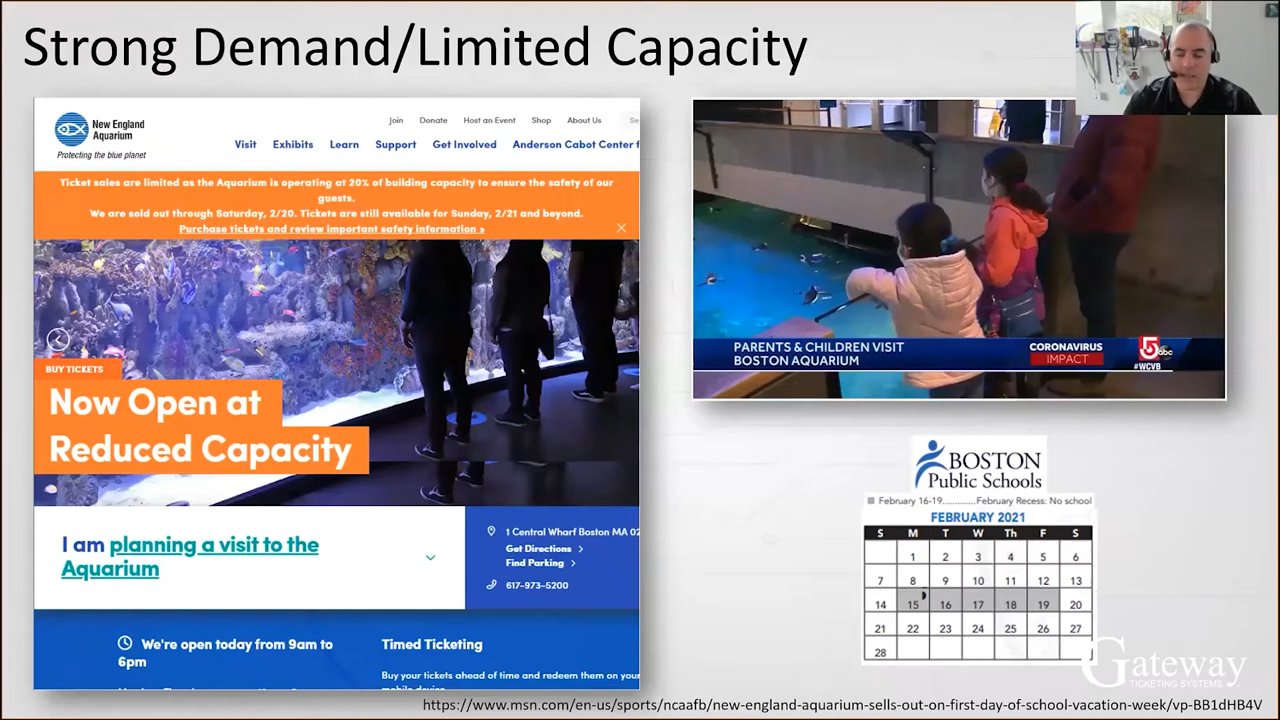 Strong Demand/Limited Capacity
New England
Aquarium
Protecting the blue planet
Join Donate Host an Event Shop About Us Se
Visit Exhibits Learn Support Get Involved Anderson Cabot Center f
Ticket sales are limited as the Aquarium is operating at 20% of building capacity to ensure the safety of our
guests.
We are sold out through Saturday, 2/20. Tickets are still available for Sunday, 2/21 and beyond.
Purchase tickets and review important safety information »
BUY TICKETS
Now Open at
Reduced Capacity
I am planning a visit to the
Aquarium
1 Central Wharf Boston MA 02
Get Directions
Find Parking
617-973-5200
We're open today from 9am to
6pm
Timed Ticketing
Buy your tickets ahead of time and redeem them on your
mobile device
PARENTS & CHILDREN VISIT
BOSTON AQUARIUM
CORONAVIRUS
IMPACT
5 abc
#WCVB
BOSTON
Public Schools
February 16-19............February Recess: No school
FEBRUARY 2021
S M T W Th F S
1 2 3 4 5 6
7 8 9 10 11 12 13
14 15 16 17 18 19 20
21 22 23 24 25 26 27
28
Gateway
TICKETING SYSTEMS
https://www.msn.com/en-us/sports/ncaafb/new-england-aquarium-sells-out-on-first-day-of-school-vacation-week/vp-BB1dHB4V